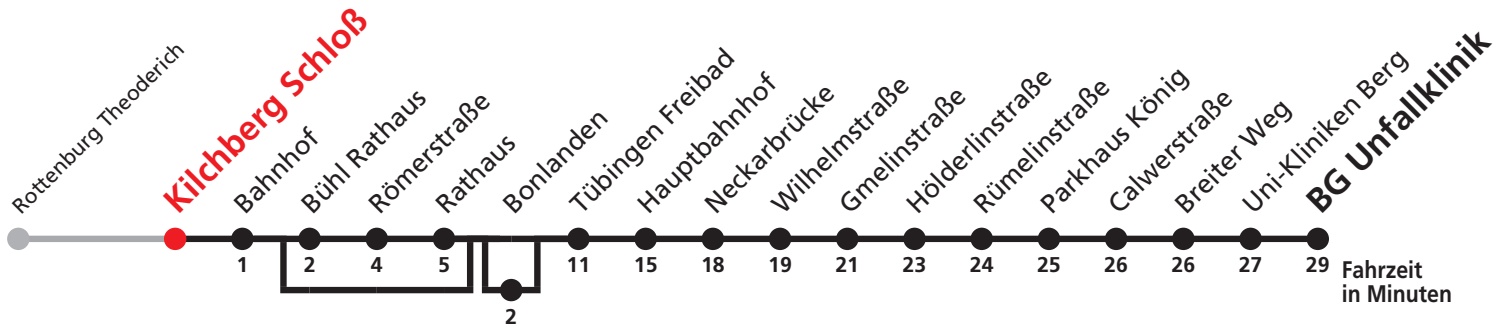 Rottenburg Theoderich
Kilchberg Schloß
Bahnhof
Bühl Rathaus
Römerstraße
Rathaus
Bonlanden
Tübingen Freibad
Hauptbahnhof
Neckarbrücke
Wilhelmstraße
Gmelinstraße
Hölderlinstraße
Rümelinstraße
Parkhaus König
Calwerstraße
Breiter Weg
Uni-Kliniken Berg
BG Unfallklinik
1 2 4 5 11 15 18 19 21 23 24 25 26 26 27 29
Fahrzeit
in Minuten
2